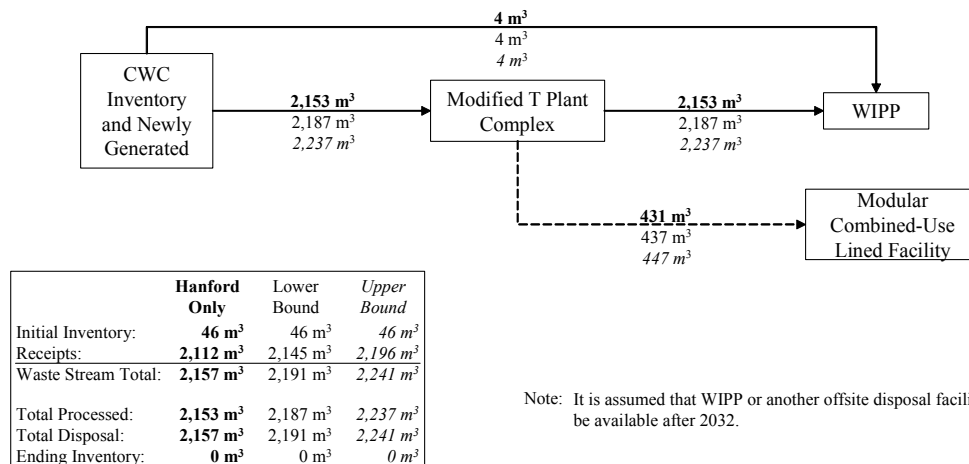 4 m³
4 m³
4 m³
CWC
Inventory
and Newly
Generated
2,153 m³
2,187 m³
2,237 m³
Modified T Plant
Complex
2,153 m³
2,187 m³
2,237 m³
WIPP
431 m³
437 m³
447 m³
Modular
Combined-Use
Lined Facility
Hanford Lower Upper
Only Bound Bound
Initial Inventory: 46 m³ 46 m³ 46 m³
Receipts: 2,112 m³ 2,145 m³ 2,196 m³
Waste Stream Total: 2,157 m³ 2,191 m³ 2,241 m³
Total Processed: 2,153 m³ 2,187 m³ 2,237 m³
Total Disposal: 2,157 m³ 2,191 m³ 2,241 m³
Ending Inventory: 0 m³ 0 m³ 0 m³
Note: It is assumed that WIPP or another offsite disposal
be available after 2032.